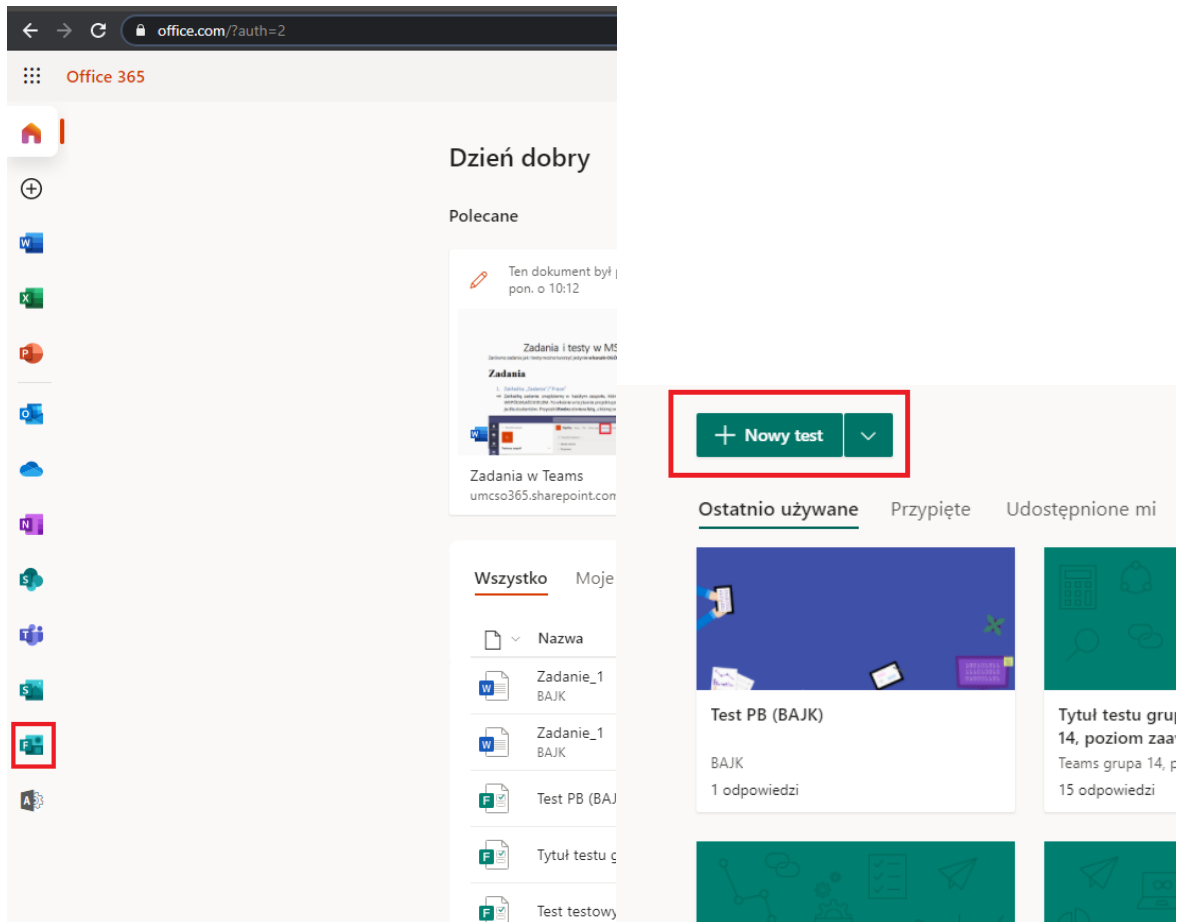 office.com/?auth=2
Office 365
Dzień dobry
Polecane
Ten dokument był
pon. o 10:12
Zadania i testy w MS
Zadania
Zadania w Teams
umcso365.sharepoint.com
Wszystko Moje
Nazwa
Zadanie_1
BAJK
Zadanie_1
BAJK
Test PB (BAJ
Tytuł testu g
Test testowy
+ Nowy test
Ostatnio używane Przypięte Udostępnione mi
Test PB (BAJK)
BAJK
1 odpowiedzi
Tytuł testu gru
14, poziom zaa
Teams grupa 14, p
15 odpowiedzi